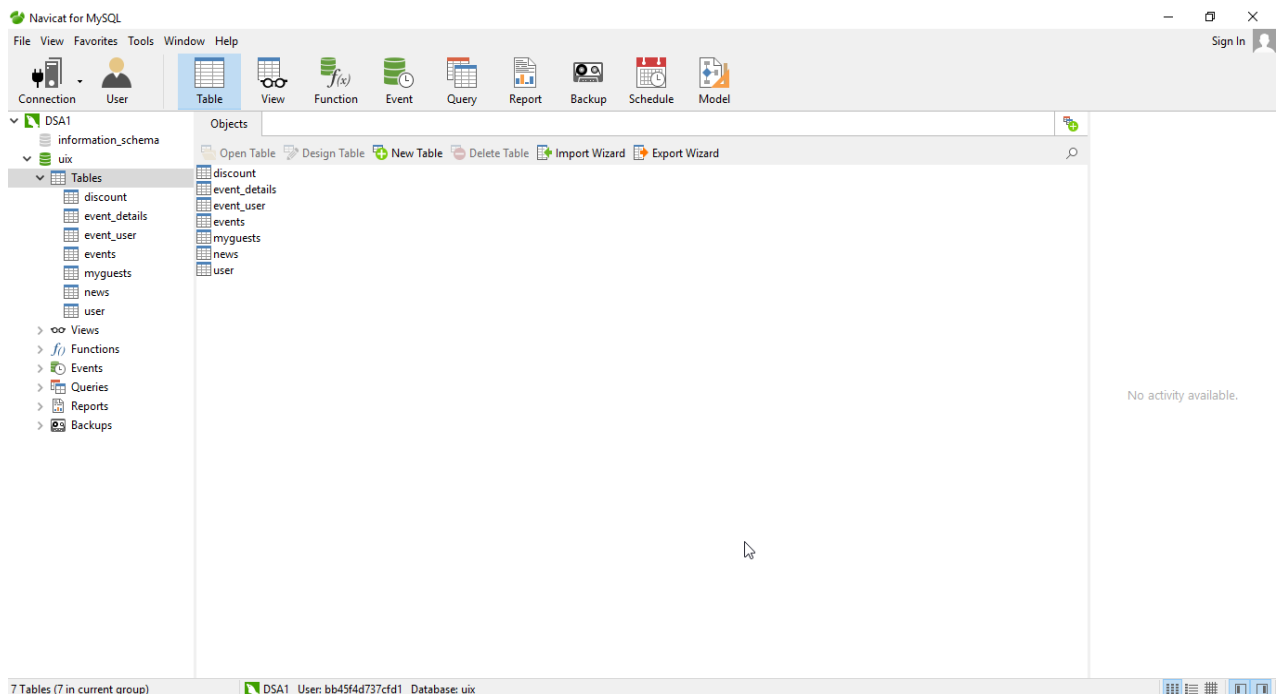 Navicat for MySQL
File View Favorites Tools Window Help Sign In
Connection User Table View Function Event Query Report Backup Schedule Model
DSA1
information_schema
uix
Tables
discount
event_details
event_user
events
myguests
news
user
Views
Functions
Events
Queries
Reports
Backups
Objects
Open Table Design Table New Table Delete Table Import Wizard Export Wizard
discount
event_details
event_user
events
myguests
news
user
No activity available.
7 Tables (7 in current group) DSA1 User: bb45f4d737cfd1 Database: uix